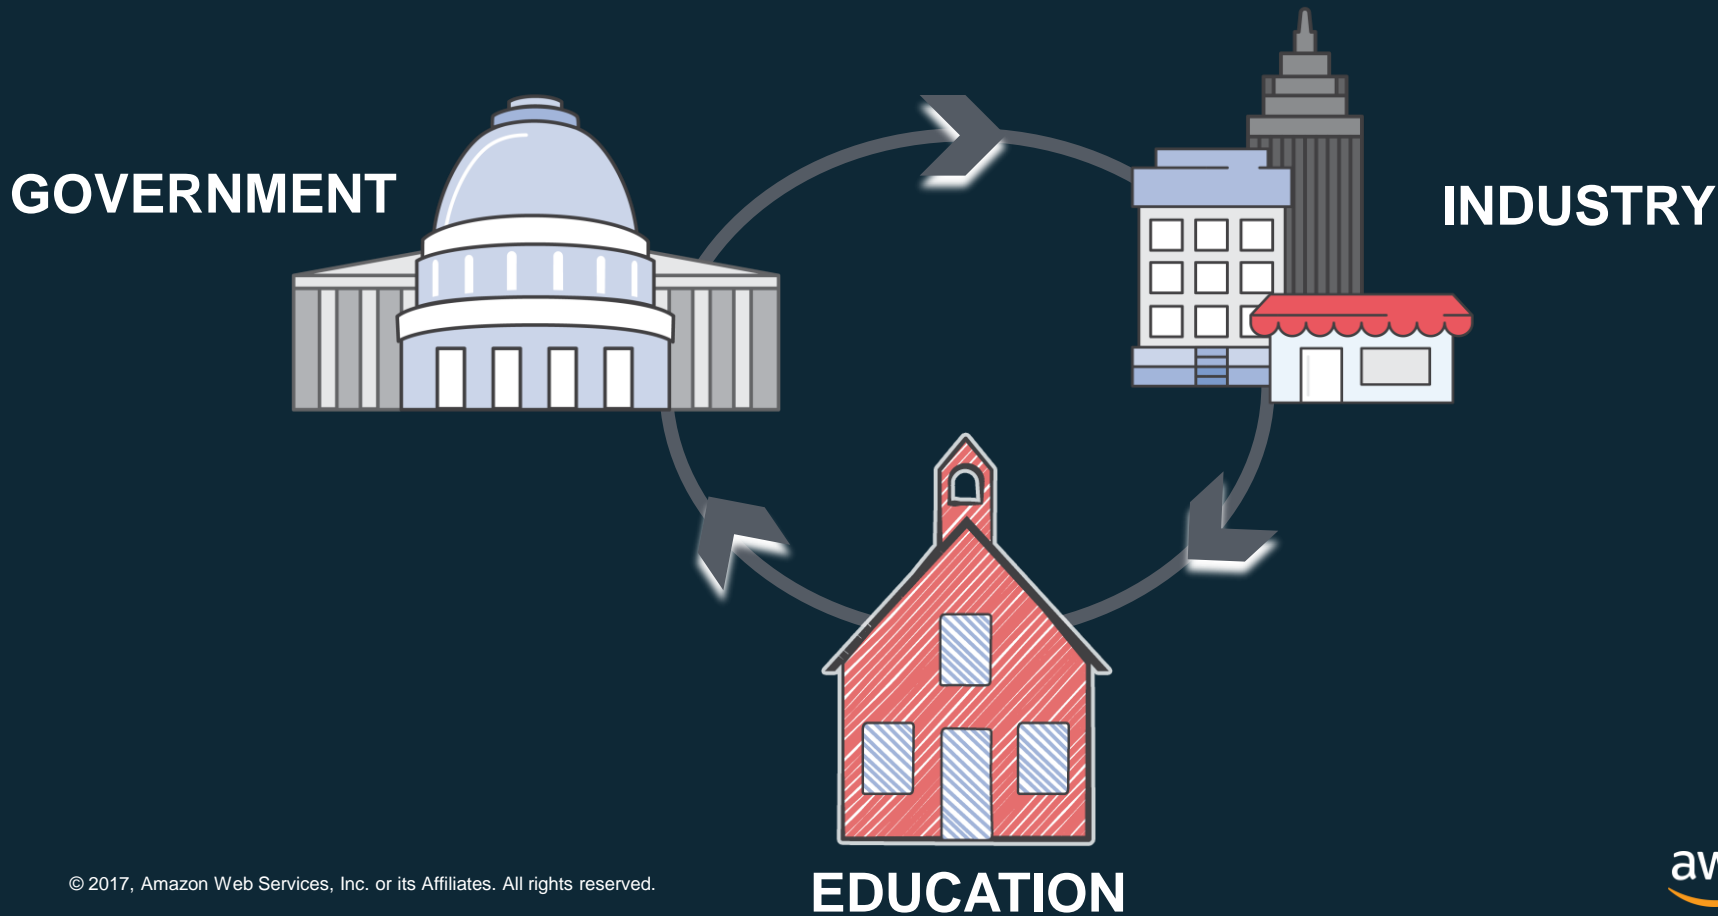 GOVERNMENT
INDUSTRY
EDUCATION
© 2017, Amazon Web Services, Inc. or its Affiliates. All rights reserved.